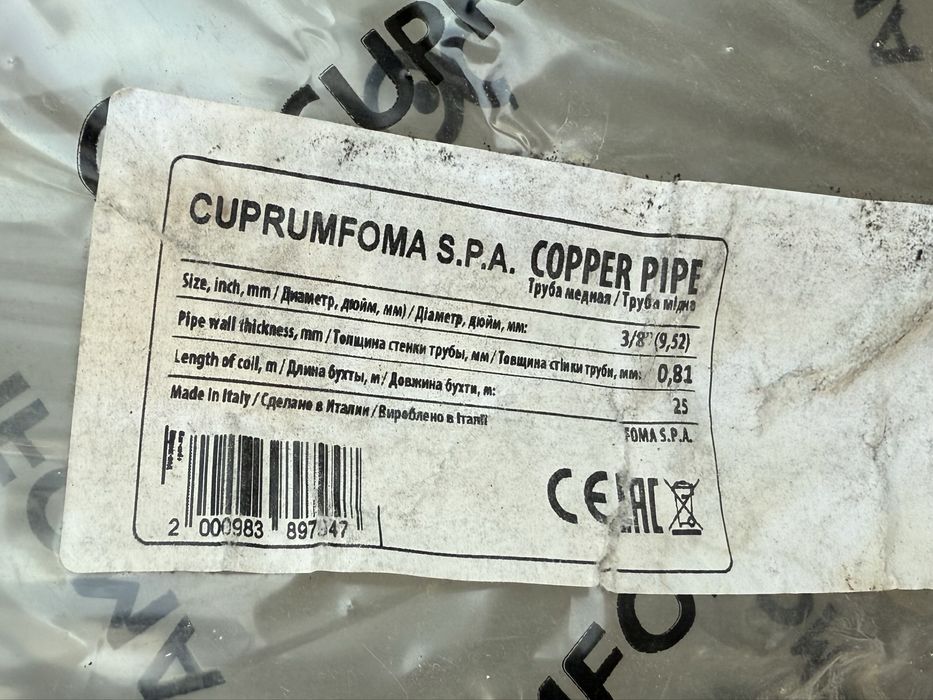 CUPRUMFOMA S.P.A. COPPER PIPE
Труба медная / Труба мідна
Size, inch, mm / Диаметр, дюйм, мм) / Діаметр, дюйм, мм: 3/8" (9,52)
Pipe wall thickness, mm / Толщина стенки трубы, мм / Товщина стінки труби, мм: 0,81
Length of coil, m / Длина бухты, м / Довжина бухти, м: 25
Made in Italy / Сделано в Италии / Вироблено в Італії
FOMA S.P.A.
CE EAC
2 000983